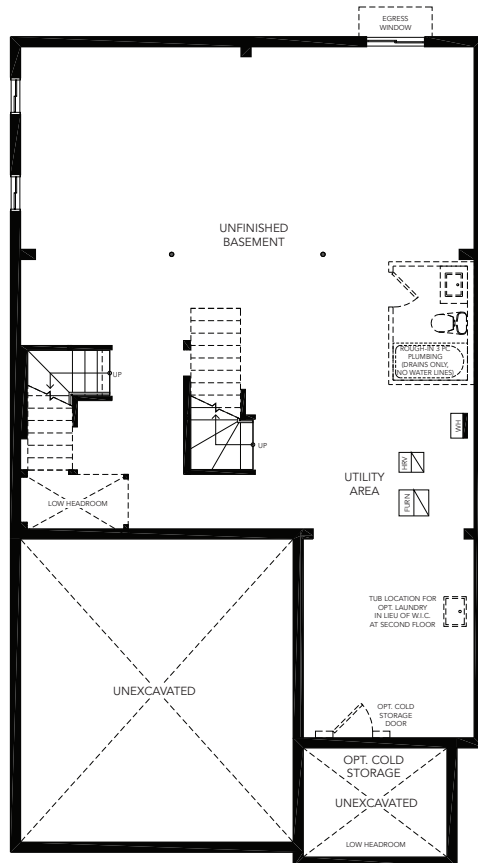 EGRESS
WINDOW
UNFINISHED
BASEMENT
ROUGH-IN 3 PC
PLUMBING
(DRAINS ONLY,
NO WATER LINES)
UP
UP
WH
HRV
UTILITY
AREA
FURN
LOW HEADROOM
TUB LOCATION FOR
OPT. LAUNDRY
IN LIEU OF W.I.C.
AT SECOND FLOOR
UNEXCAVATED
OPT. COLD
STORAGE
DOOR
OPT. COLD
STORAGE
UNEXCAVATED
LOW HEADROOM